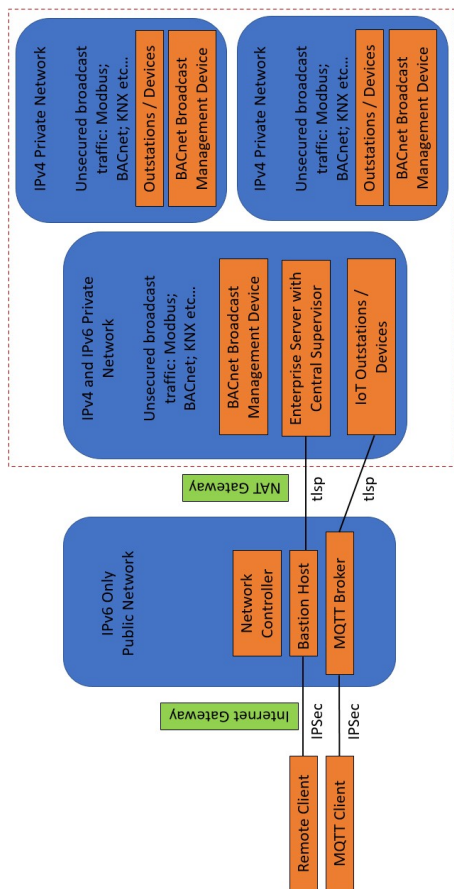 Remote Client
MQTT Client
IPSec
IPSec
Internet Gateway
IPv6 Only
Public Network
Network
Controller
Bastion Host
MQTT Broker
NAT Gateway
tlsp
tlsp
IPv4 and IPv6 Private
Network
Unsecured broadcast
traffic: Modbus;
BACnet; KNX etc...
BACnet Broadcast
Management Device
Enterprise Server with
Central Supervisor
IoT Outstations /
Devices
IPv4 Private Network
Unsecured broadcast
traffic: Modbus;
BACnet; KNX etc...
Outstations / Devices
BACnet Broadcast
Management Device
IPv4 Private Network
Unsecured broadcast
traffic: Modbus;
BACnet; KNX etc...
Outstations / Devices
BACnet Broadcast
Management Device